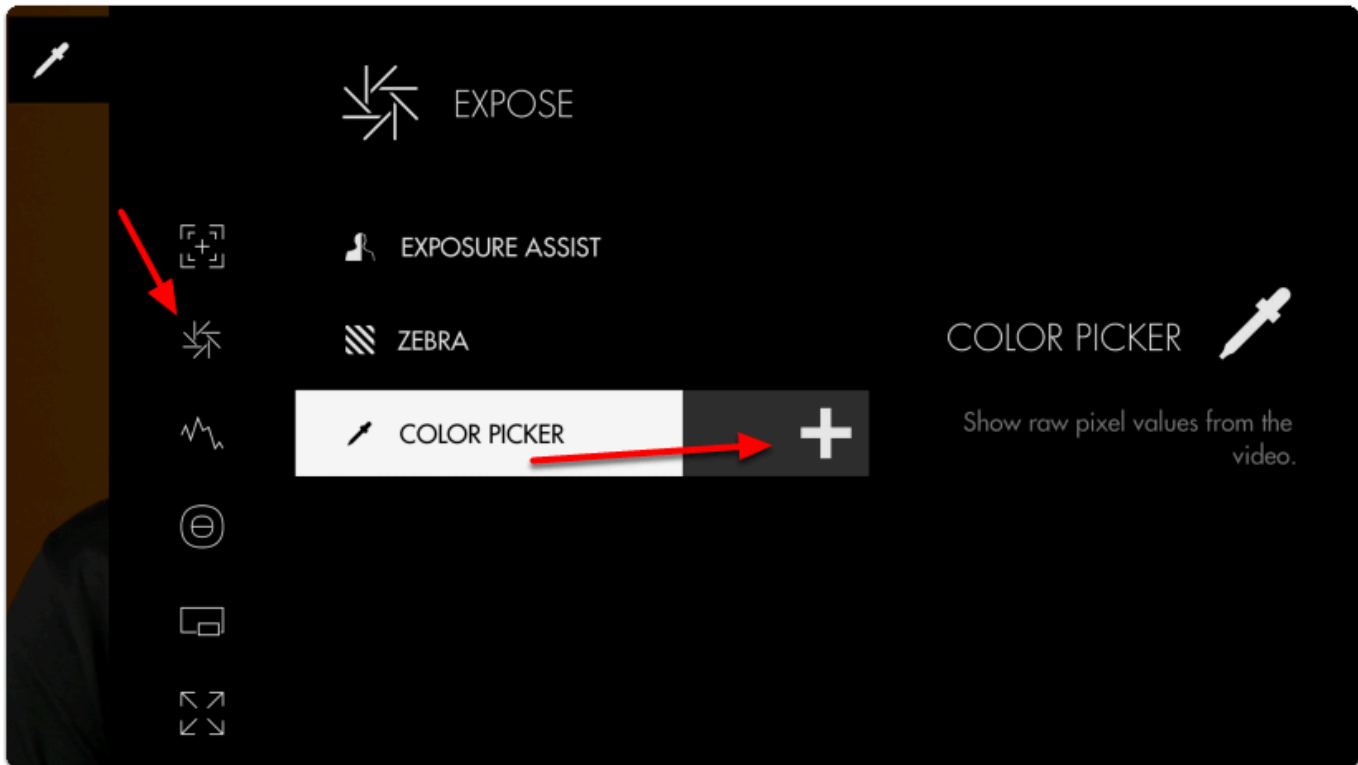 EXPOSE
EXPOSURE ASSIST
ZEBRA
COLOR PICKER
COLOR PICKER
Show raw pixel values from the
video.